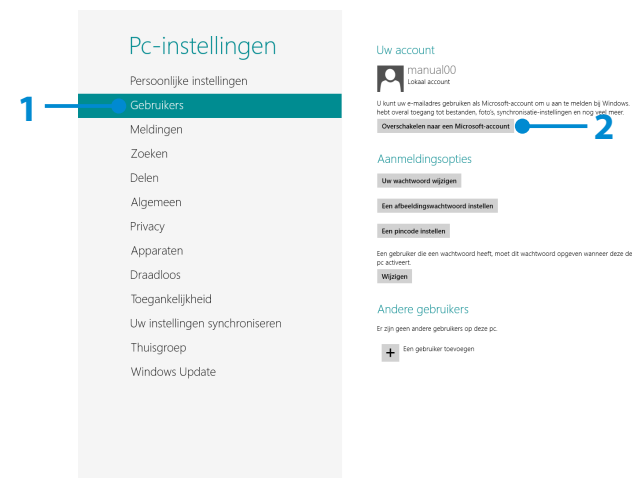 Pc-instellingen
Persoonlijke instellingen
1
Gebruikers
Meldingen
Zoeken
Delen
Algemeen
Privacy
Apparaten
Draadloos
Toegankelijkheid
Uw instellingen synchroniseren
Thuisgroep
Windows Update
Uw account
manual00
Lokaal account
U kunt uw e-mailadres gebruiken als Microsoft-account om u aan te melden bij Windows.
hebt overal toegang tot bestanden, foto's, synchronisatie-instellingen en nog veel meer.
Overschakelen naar een Microsoft-account
2
Aanmeldingsopties
Uw wachtwoord wijzigen
Een afbeeldingswachtwoord instellen
Een pincode instellen
Een gebruiker die een wachtwoord heeft, moet dit wachtwoord opgeven wanneer deze de
pc activeert.
Wijzigen
Andere gebruikers
Er zijn geen andere gebruikers op deze pc.
+ Een gebruiker toevoegen